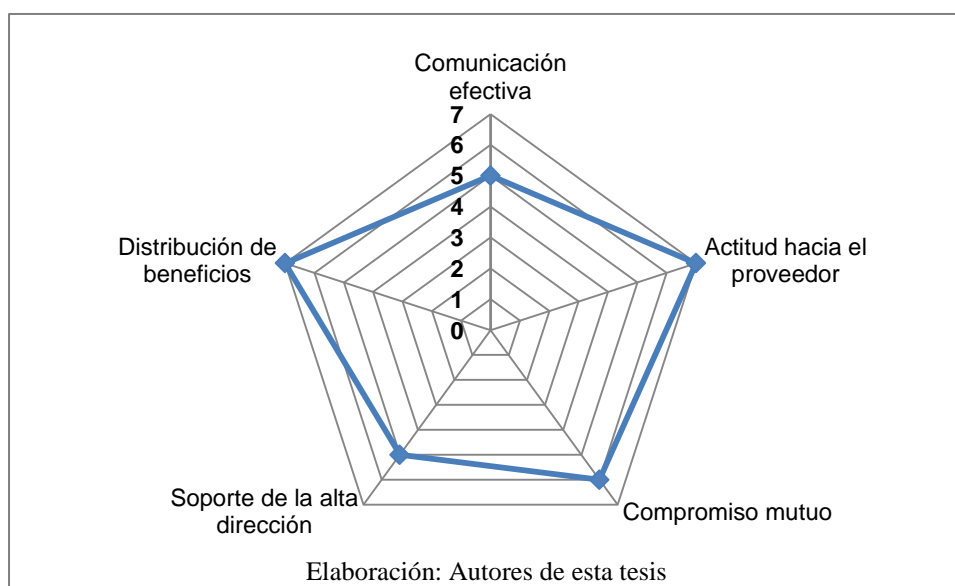 Comunicación
efectiva
7
6
5
4
3
2
1
0
Distribución de
beneficios
Actitud hacia el
proveedor
Soporte de la alta
dirección
Compromiso mutuo
Elaboración: Autores de esta tesis